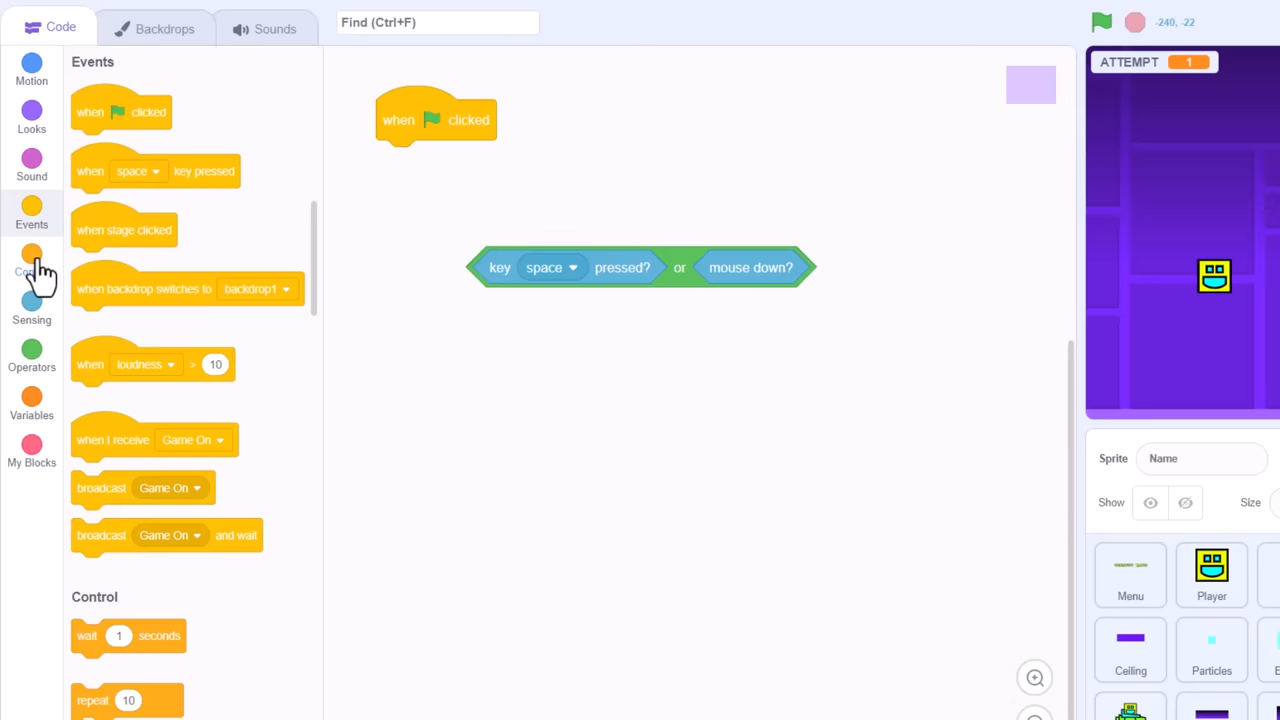 Code
Backdrops
Sounds
Find (Ctrl+F)
-240, -22
Motion
Looks
Sound
Events
Sensing
Operators
Variables
My Blocks
Events
when clicked
when space key pressed
when stage clicked
when backdrop switches to backdrop1
when loudness > 10
when I receive Game On
broadcast Game On
broadcast Game On and wait
Control
wait 1 seconds
repeat 10
when clicked
key space pressed? or mouse down?
ATTEMPT 1
Sprite Name
Show Size
Menu
Player
Ceiling
Particles